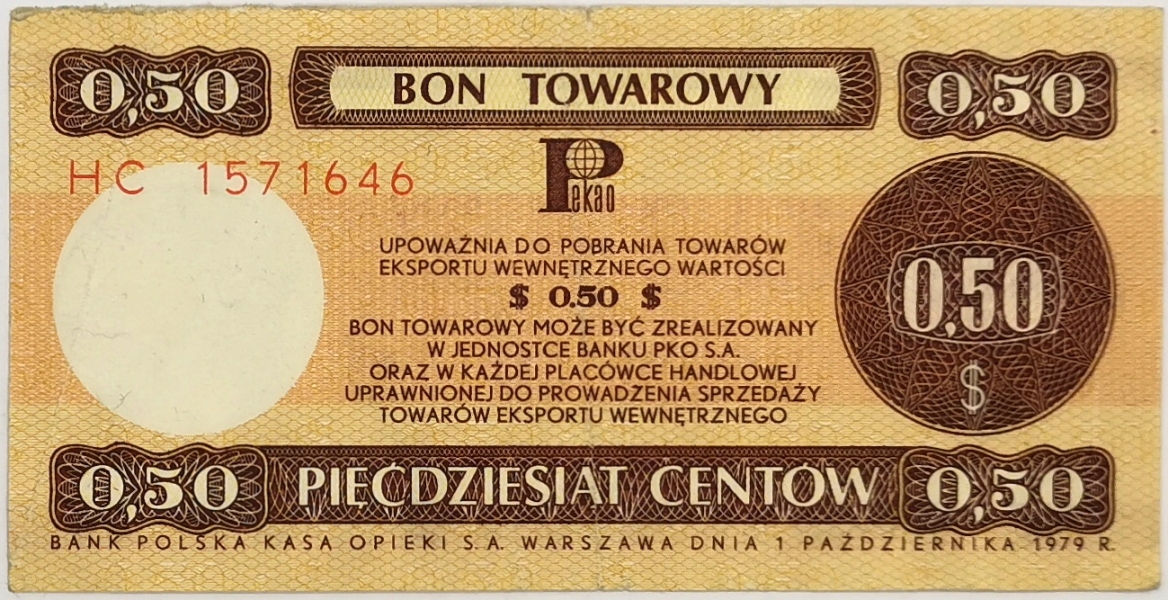 0,50 BON TOWAROWY 0,50
HC 1571646
Pekao
UPOWAŻNIA DO POBRANIA TOWARÓW
EKSPORTU WEWNĘTRZNEGO WARTOŚCI
$ 0.50 $
BON TOWAROWY MOŻE BYĆ ZREALIZOWANY
W JEDNOSTCE BANKU PKO S.A.
ORAZ W KAŻDEJ PLACÓWCE HANDLOWEJ
UPRAWNIONEJ DO PROWADZENIA SPRZEDAŻY
TOWARÓW EKSPORTU WEWNĘTRZNEGO
0,50
$
0,50 PIĘĆDZIESIĄT CENTÓW 0,50
BANK POLSKA KASA OPIEKI S.A. WARSZAWA DNIA 1 PAŹDZIERNIKA 1979 R.